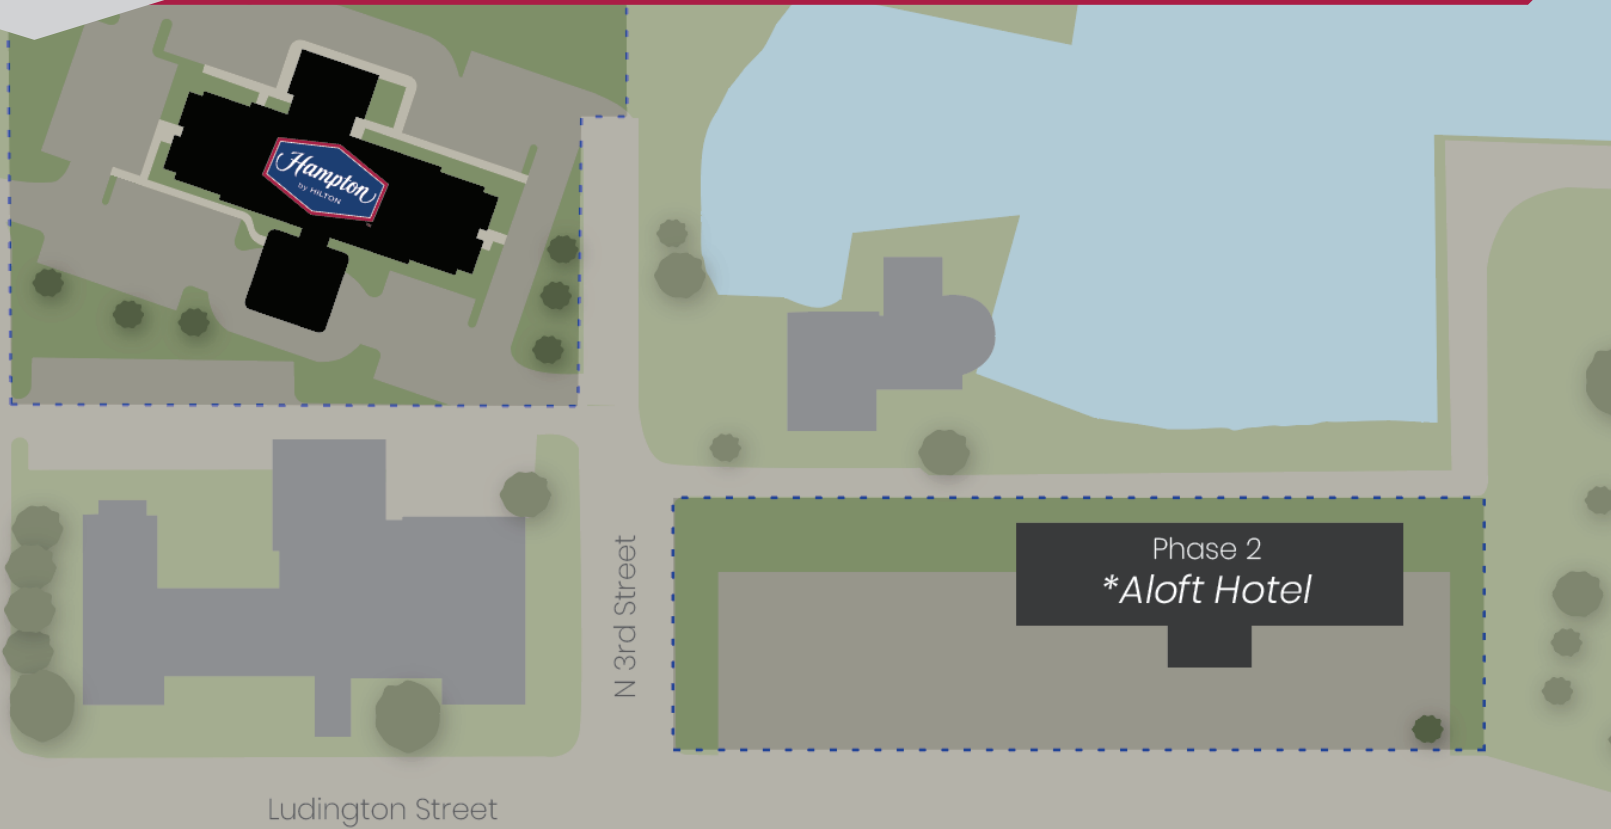 Hampton
by HILTON
Phase 2
*Aloft Hotel
N 3rd Street
Ludington Street